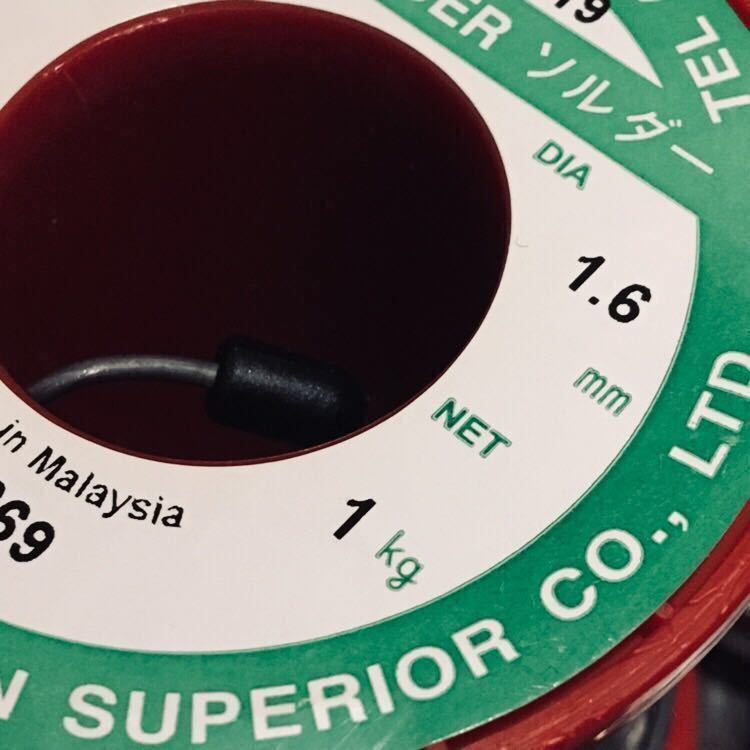 19
DER ソルダー
TEL
DIA
1.6
mm
NET
1 kg
in Malaysia
69
N SUPERIOR CO., LTD